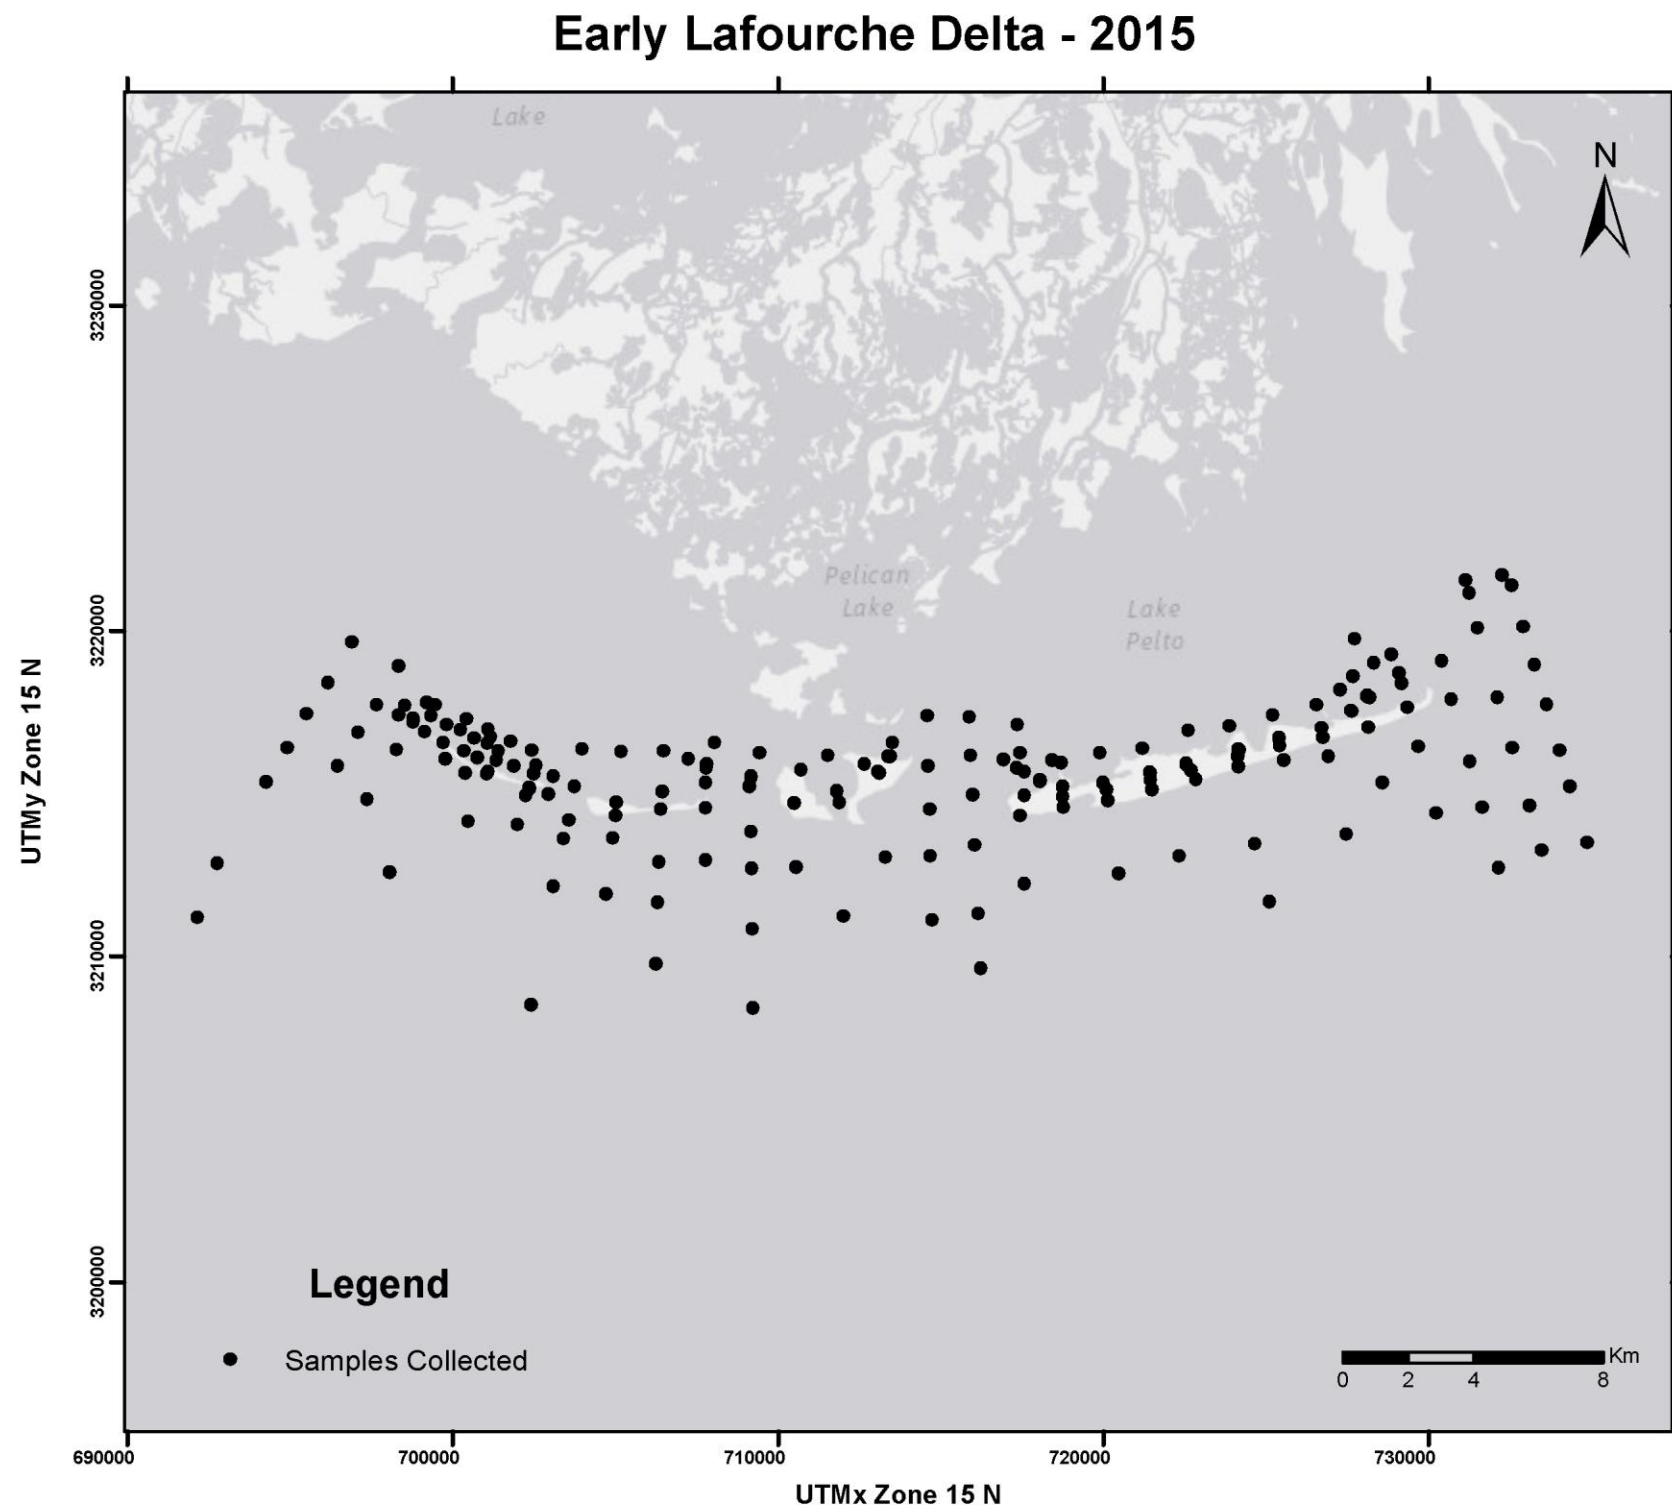 Early Lafourche Delta - 2015
Lake
N
3230000
Pelican
Lake
Lake
Pelto
3220000
UTMy Zone 15 N
3210000
3200000
Legend
Samples Collected
Km
0 2 4 8
690000 700000 710000 720000 730000
UTMx Zone 15 N